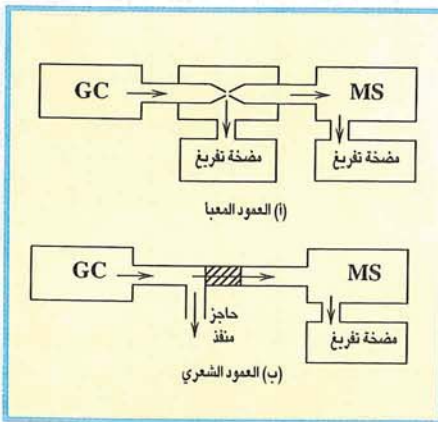 GC
MS
مضخة تفريغ
مضخة تفريغ
(أ) العمود المعبأ
GC
MS
حاجز
منفذ
مضخة تفريغ
(ب) العمود الشعري